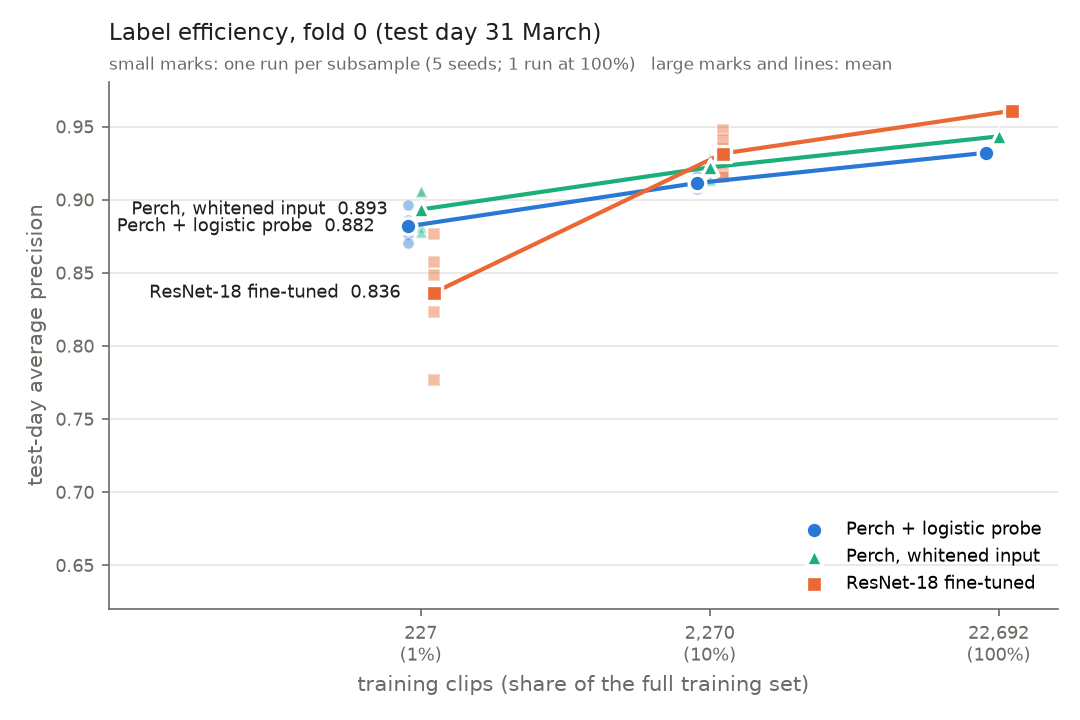 Label efficiency, fold 0 (test day 31 March)
small marks: one run per subsample (5 seeds; 1 run at 100%)   large marks and lines: mean
test-day average precision
0.95
0.90
0.85
0.80
0.75
0.70
0.65
Perch, whitened input  0.893
Perch + logistic probe  0.882
ResNet-18 fine-tuned  0.836
Perch + logistic probe
Perch, whitened input
ResNet-18 fine-tuned
227
(1%)
2,270
(10%)
22,692
(100%)
training clips (share of the full training set)